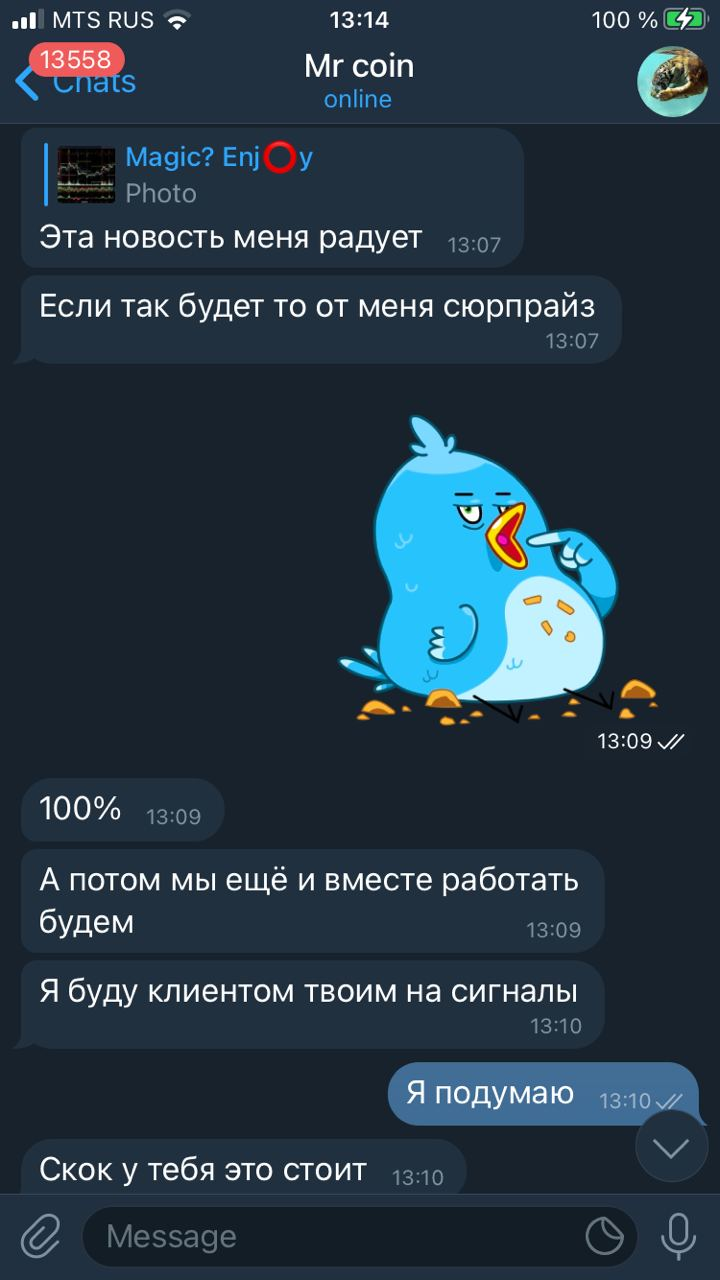 MTS RUS 13:14 100 %
13558
Chats
Mr coin
online
Magic? Enj⭕y
Photo
Эта новость меня радует 13:07
Если так будет то от меня сюрпрайз
13:07
13:09
100% 13:09
А потом мы ещё и вместе работать
будем 13:09
Я буду клиентом твоим на сигналы
13:10
Я подумаю 13:10
Скок у тебя это стоит 13:10
Message